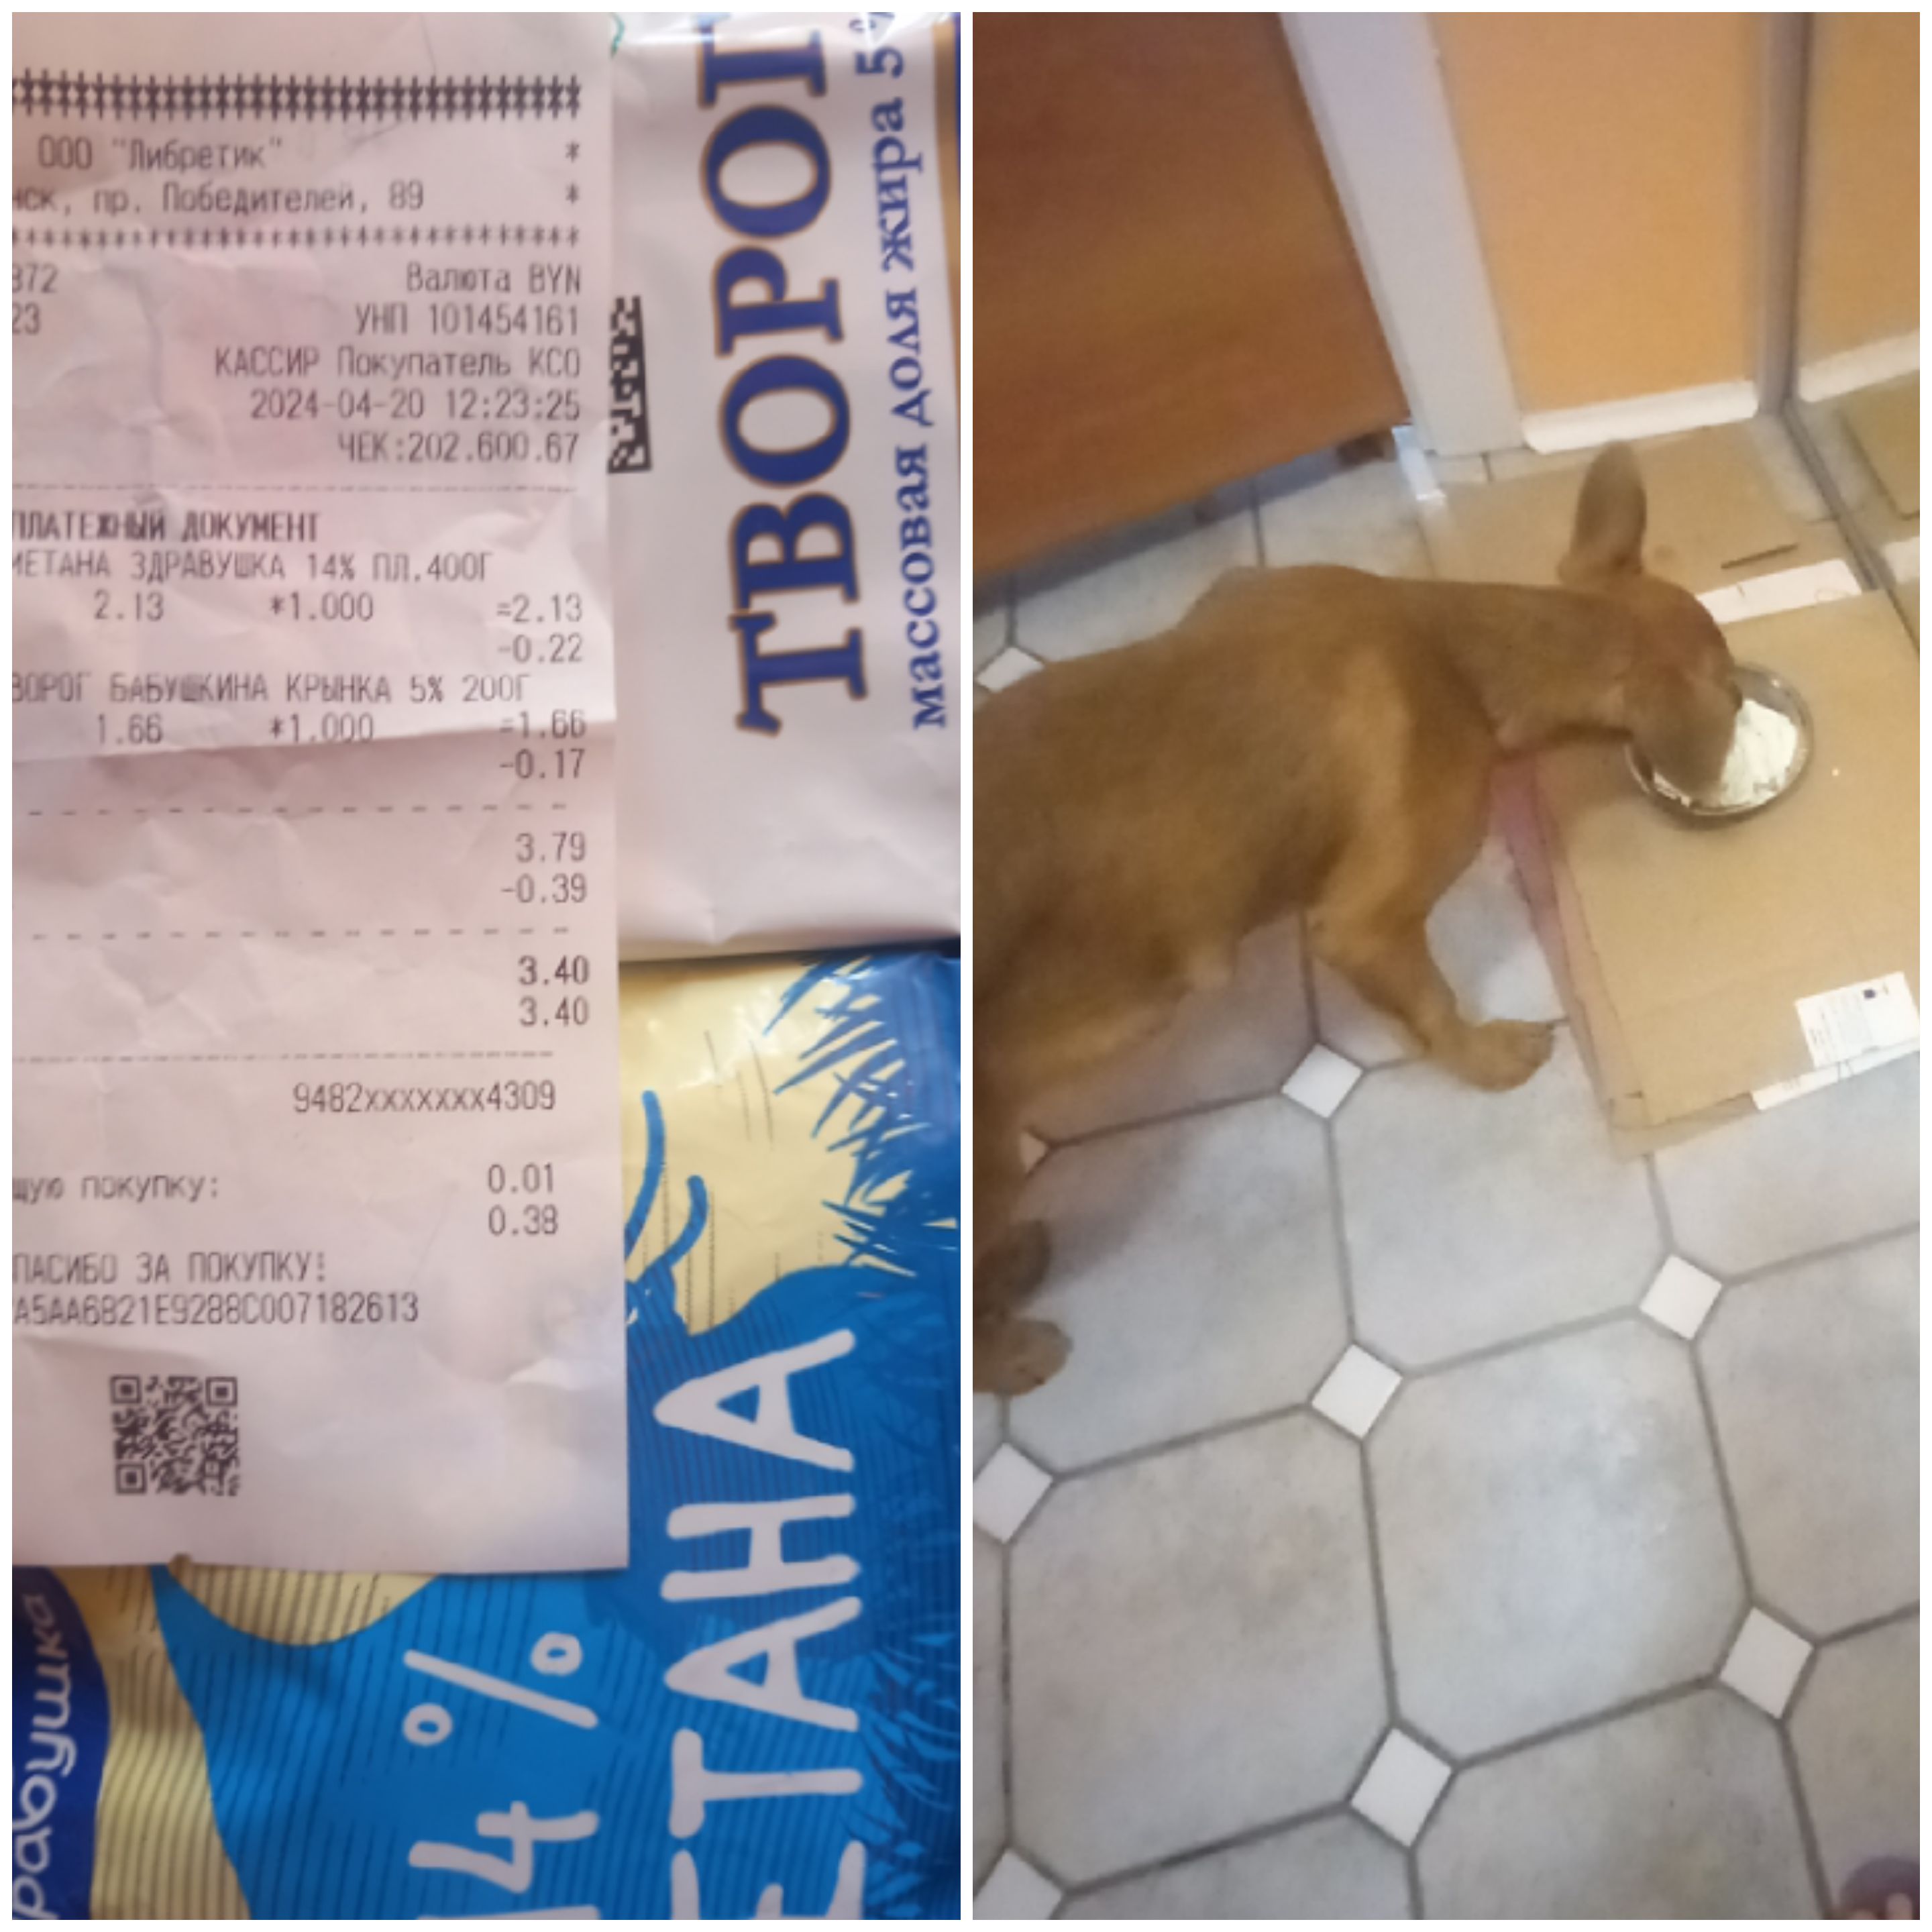 ООО "Либретик" *
нск, пр. Победителей, 89 *
372 Валюта BYN
23 УНП 101454161
КАССИР Покупатель КСО
2024-04-20 12:23:25
ЧЕК:202.600.67
ПЛАТЕЖНЫЙ ДОКУМЕНТ
МЕТАНА ЗДРАВУШКА 14% ПЛ.400Г
2.13 *1.000 =2.13
-0.22
ВОРОГ БАБУШКИНА КРЫНКА 5% 200Г
1.66 *1.000 =1.66
-0.17
3.79
-0.39
3.40
3.40
9482xxxxxxx4309
щую покупку: 0.01
0.38
ПАСИБО ЗА ПОКУПКУ!
A5AA6821E9288C007182613
ТВОРОГ
массовая доля жира 5%
равушка
14%
ЕТАНА